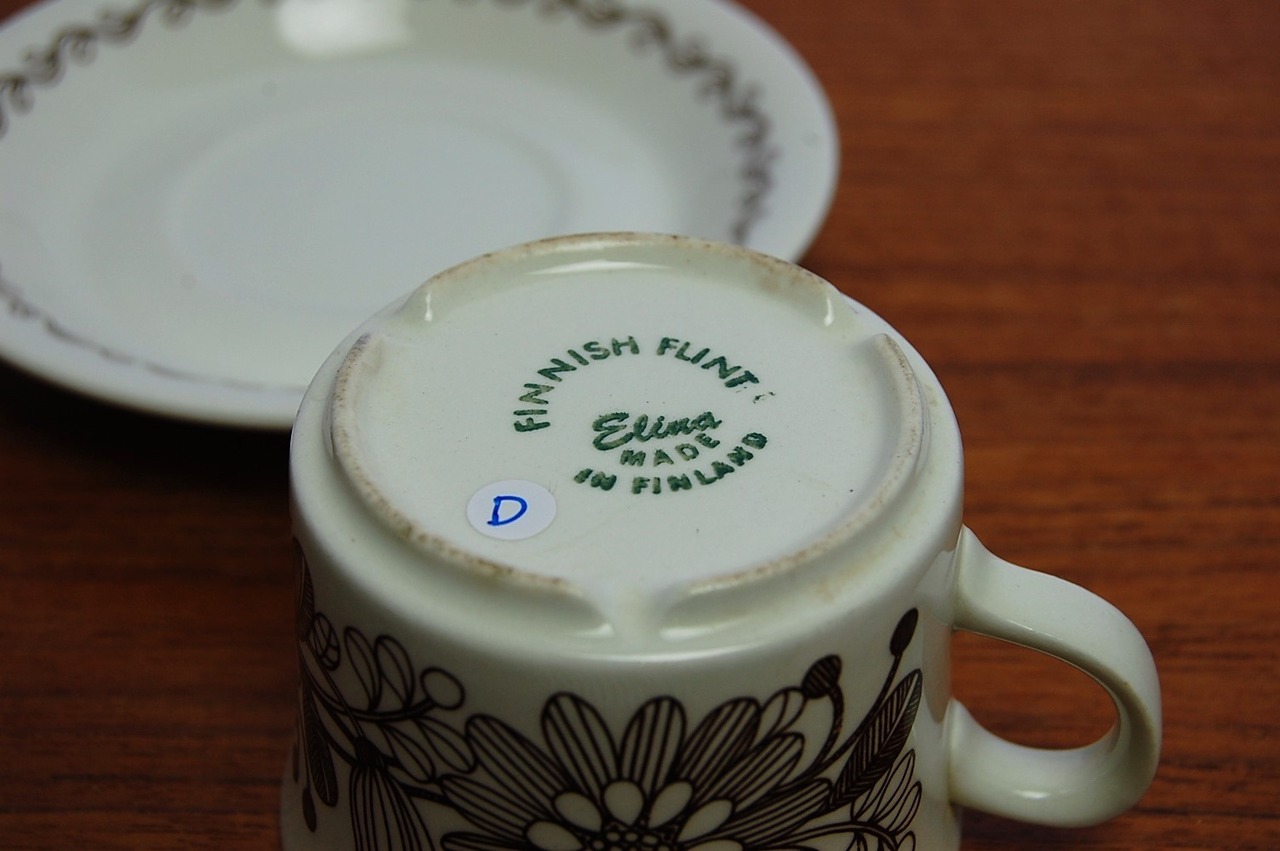 FINNISH FLINT
Elina
MADE
IN FINLAND
D